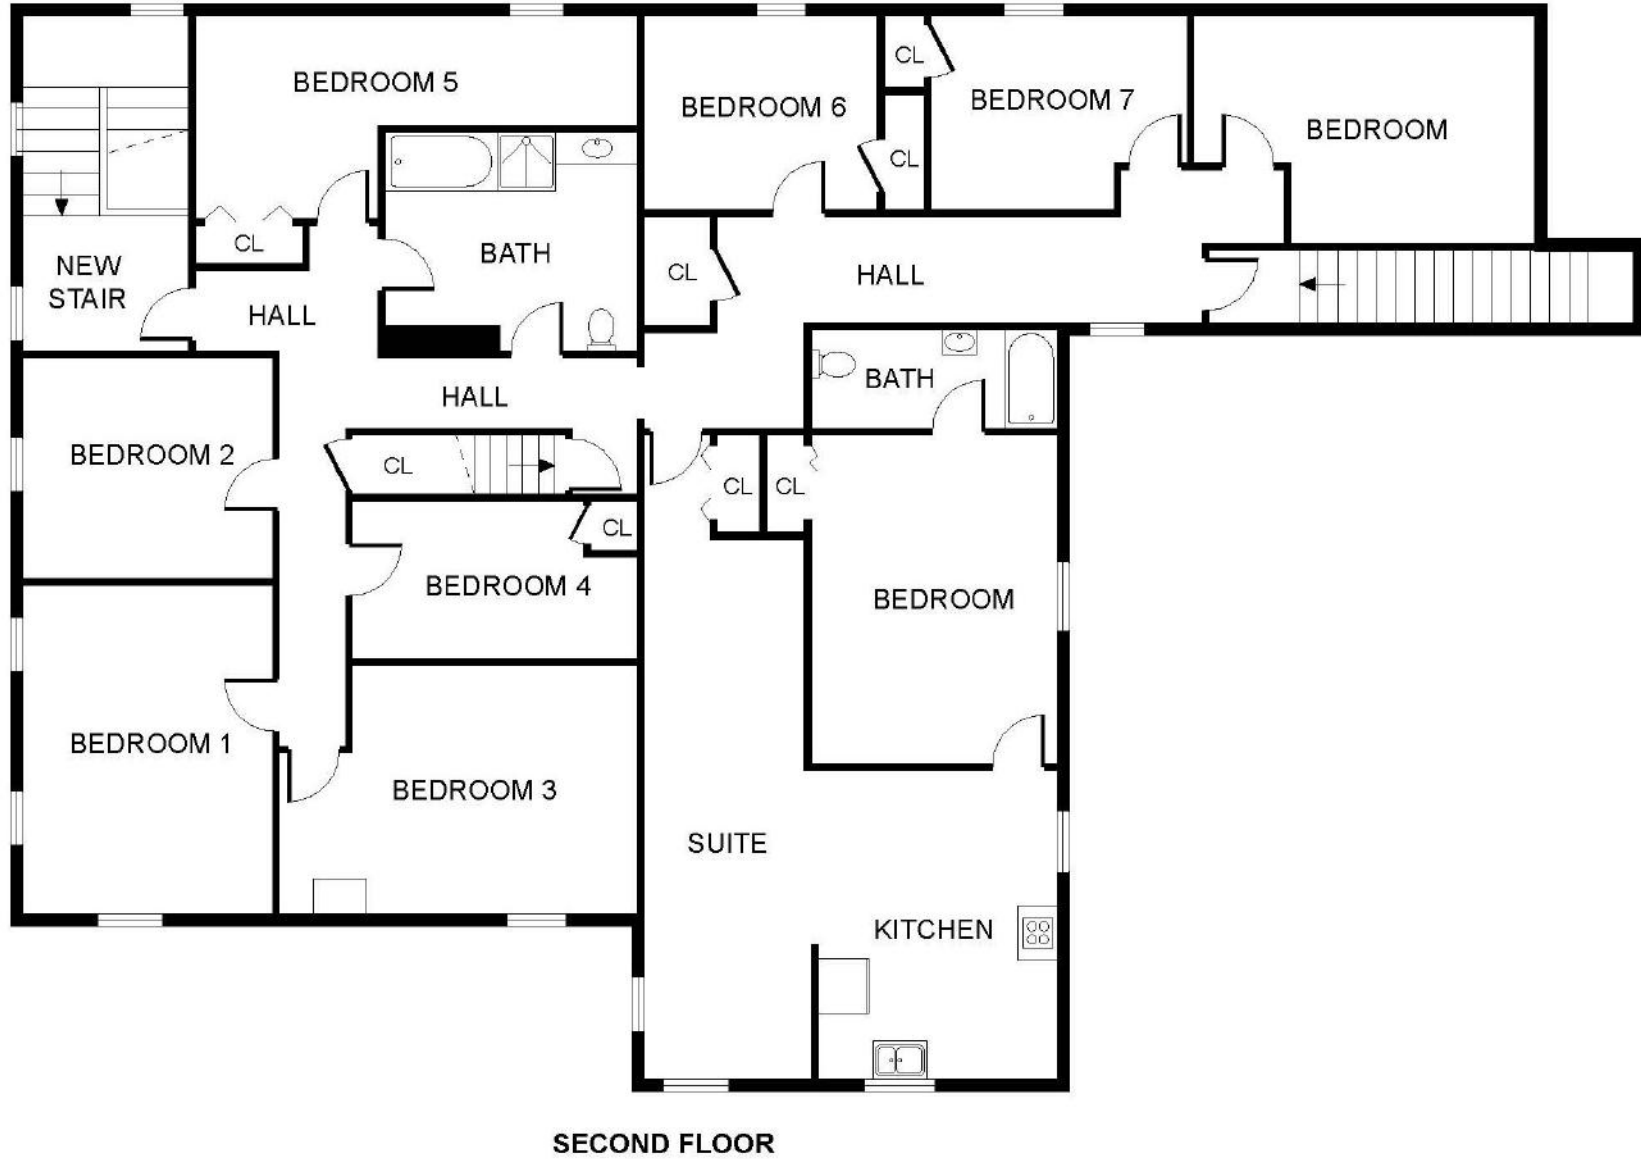 CL
BEDROOM 5
BEDROOM 7
BEDROOM 6
BEDROOM
CL
CL
BATH
NEW
STAIR
CL
HALL
HALL
BATH
HALL
BEDROOM 2
CL
CL
CL
CL
BEDROOM 4
BEDROOM
BEDROOM 1
BEDROOM 3
SUITE
KITCHEN
SECOND FLOOR